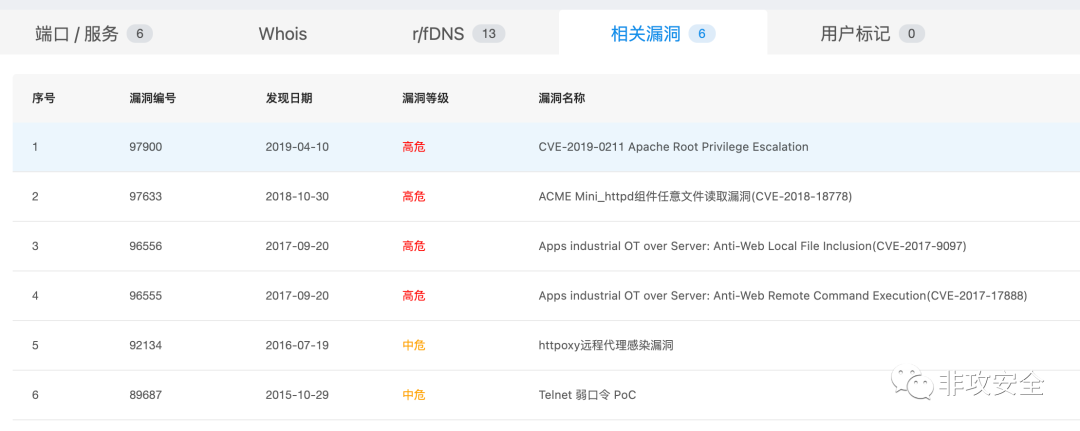 端口 / 服务 6 Whois r/fDNS 13 相关漏洞 6 用户标记 0
序号 漏洞编号 发现日期 漏洞等级 漏洞名称
1 97900 2019-04-10 高危 CVE-2019-0211 Apache Root Privilege Escalation
2 97633 2018-10-30 高危 ACME Mini_httpd组件任意文件读取漏洞(CVE-2018-18778)
3 96556 2017-09-20 高危 Apps industrial OT over Server: Anti-Web Local File Inclusion(CVE-2017-9097)
4 96555 2017-09-20 高危 Apps industrial OT over Server: Anti-Web Remote Command Execution(CVE-2017-17888)
5 92134 2016-07-19 中危 httpoxy远程代理感染漏洞
6 89687 2015-10-29 中危 Telnet 弱口令 PoC
非攻安全